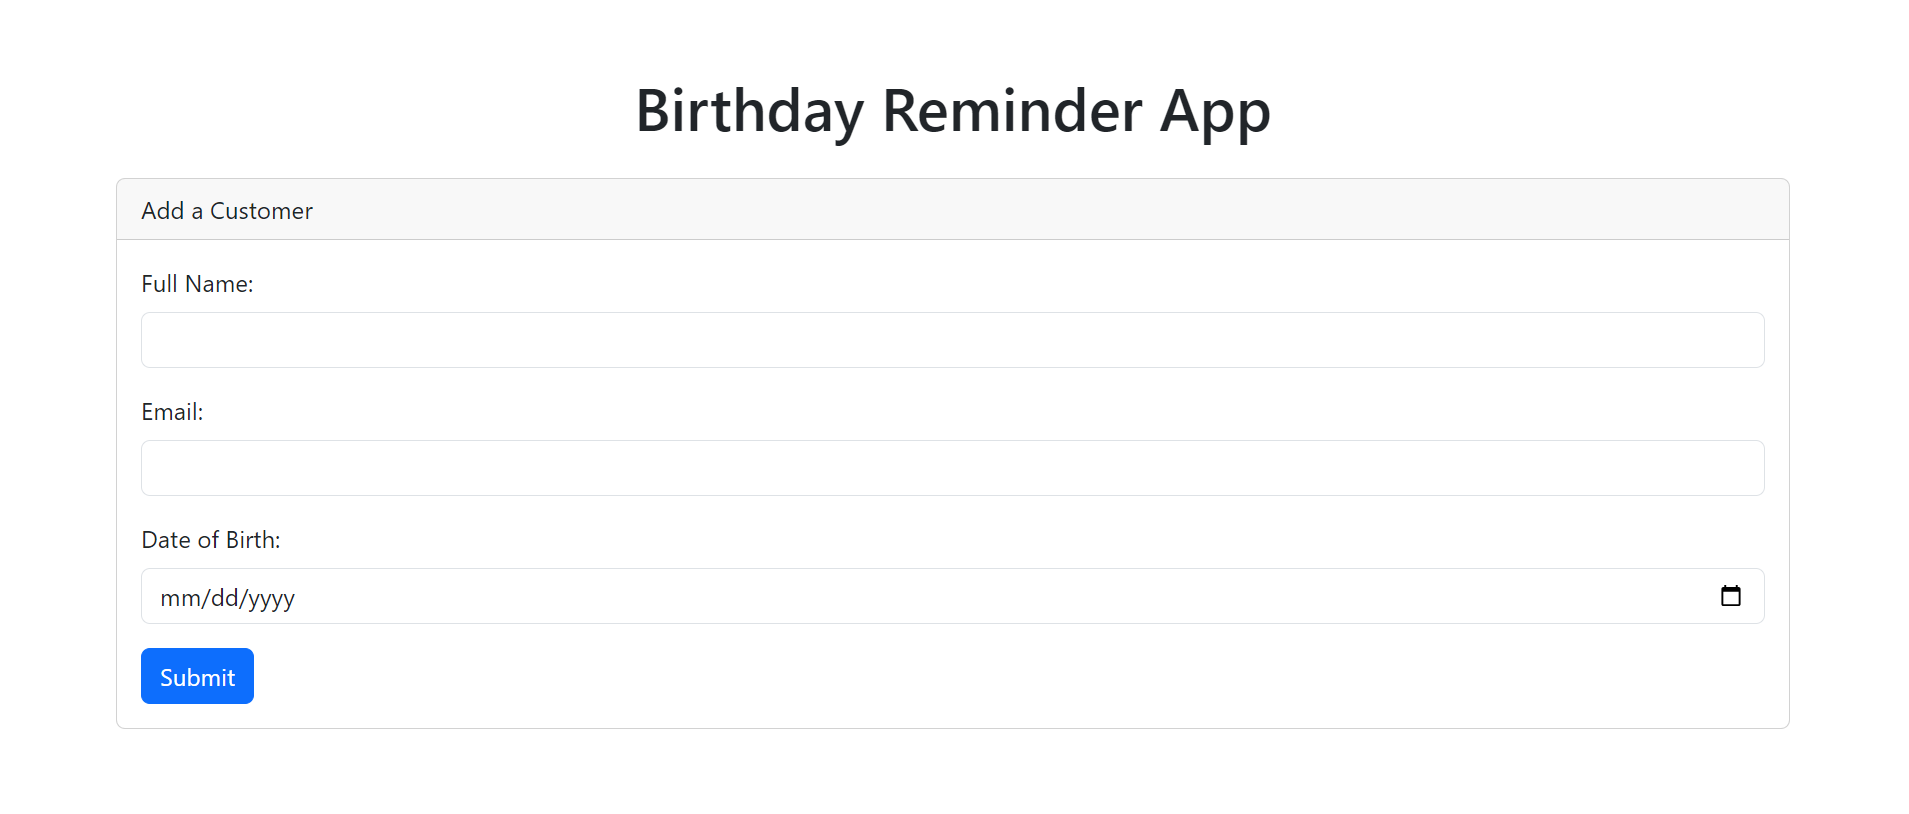 Birthday Reminder App
Add a Customer
Full Name:
Email:
Date of Birth:
mm/dd/yyyy
Submit